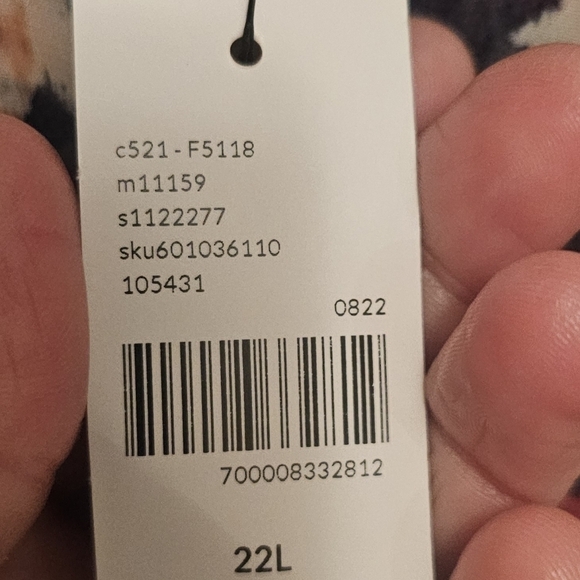 c521 - F5118
m11159
s1122277
sku601036110
105431
0822
700008332812
22L